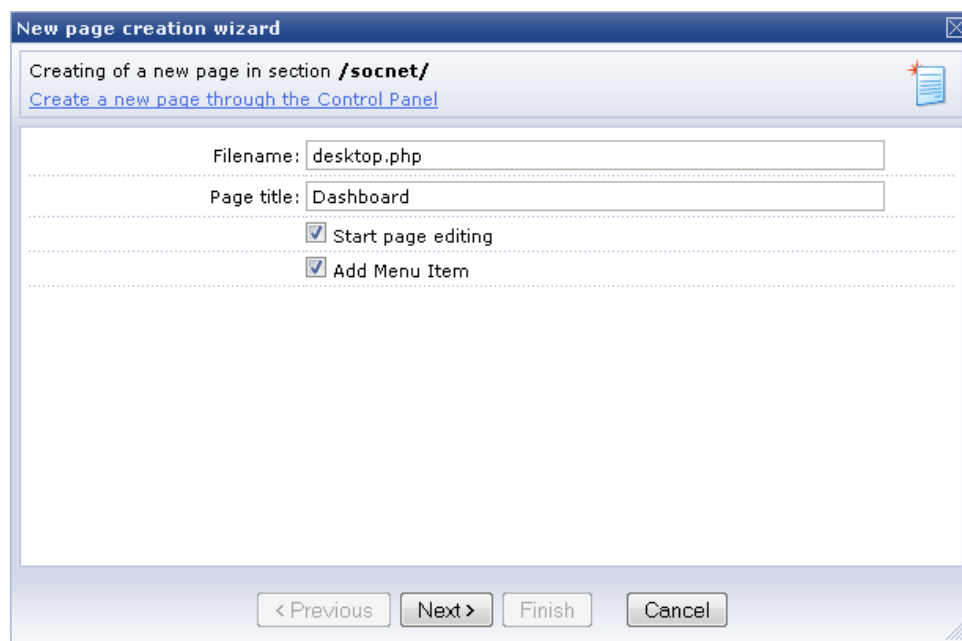 New page creation wizard
Creating of a new page in section /socnet/
Create a new page through the Control Panel
Filename: desktop.php
Page title: Dashboard
Start page editing
Add Menu Item
< Previous Next > Finish Cancel